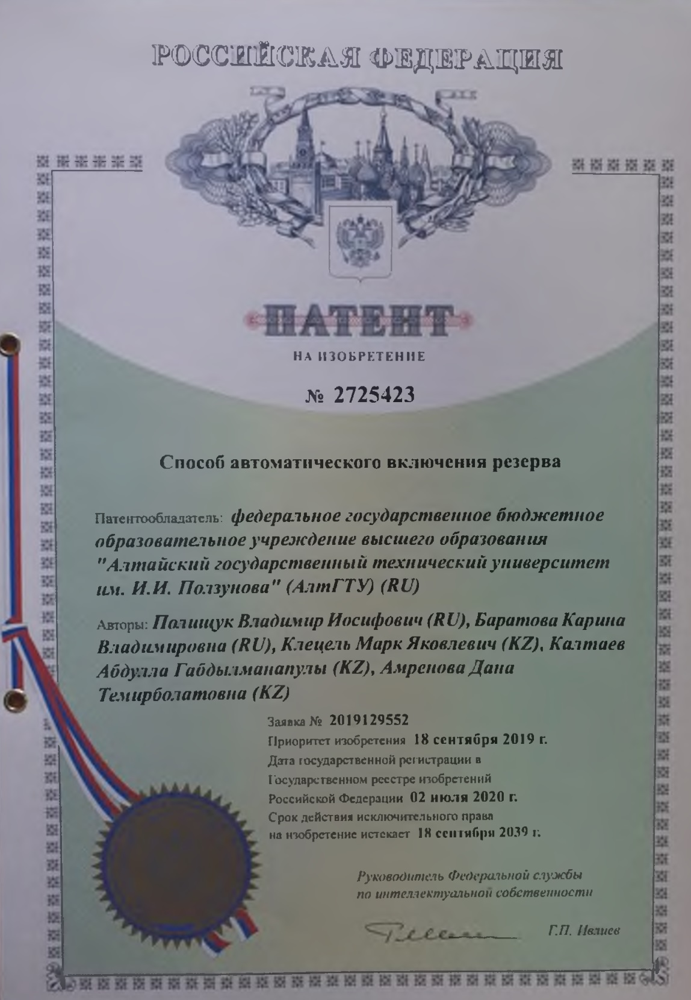 РОССИЙСКАЯ ФЕДЕРАЦИЯ
ПАТЕНТ
НА ИЗОБРЕТЕНИЕ
№ 2725423
Способ автоматического включения резерва
Патентообладатель: федеральное государственное бюджетное
образовательное учреждение высшего образования
"Алтайский государственный технический университет
им. И.И. Ползунова" (АлтГТУ) (RU)
Авторы: Полищук Владимир Иосифович (RU), Баратова Карина
Владимировна (RU), Клецель Марк Яковлевич (KZ), Калтаев
Абдулла Габдылманапулы (KZ), Амренова Дана
Темирболатовна (KZ)
Заявка № 2019129552
Приоритет изобретения 18 сентября 2019 г.
Дата государственной регистрации в
Государственном реестре изобретений
Российской Федерации 02 июля 2020 г.
Срок действия исключительного права
на изобретение истекает 18 сентября 2039 г.
Руководитель Федеральной службы
по интеллектуальной собственности
Г.П. Ивлиев